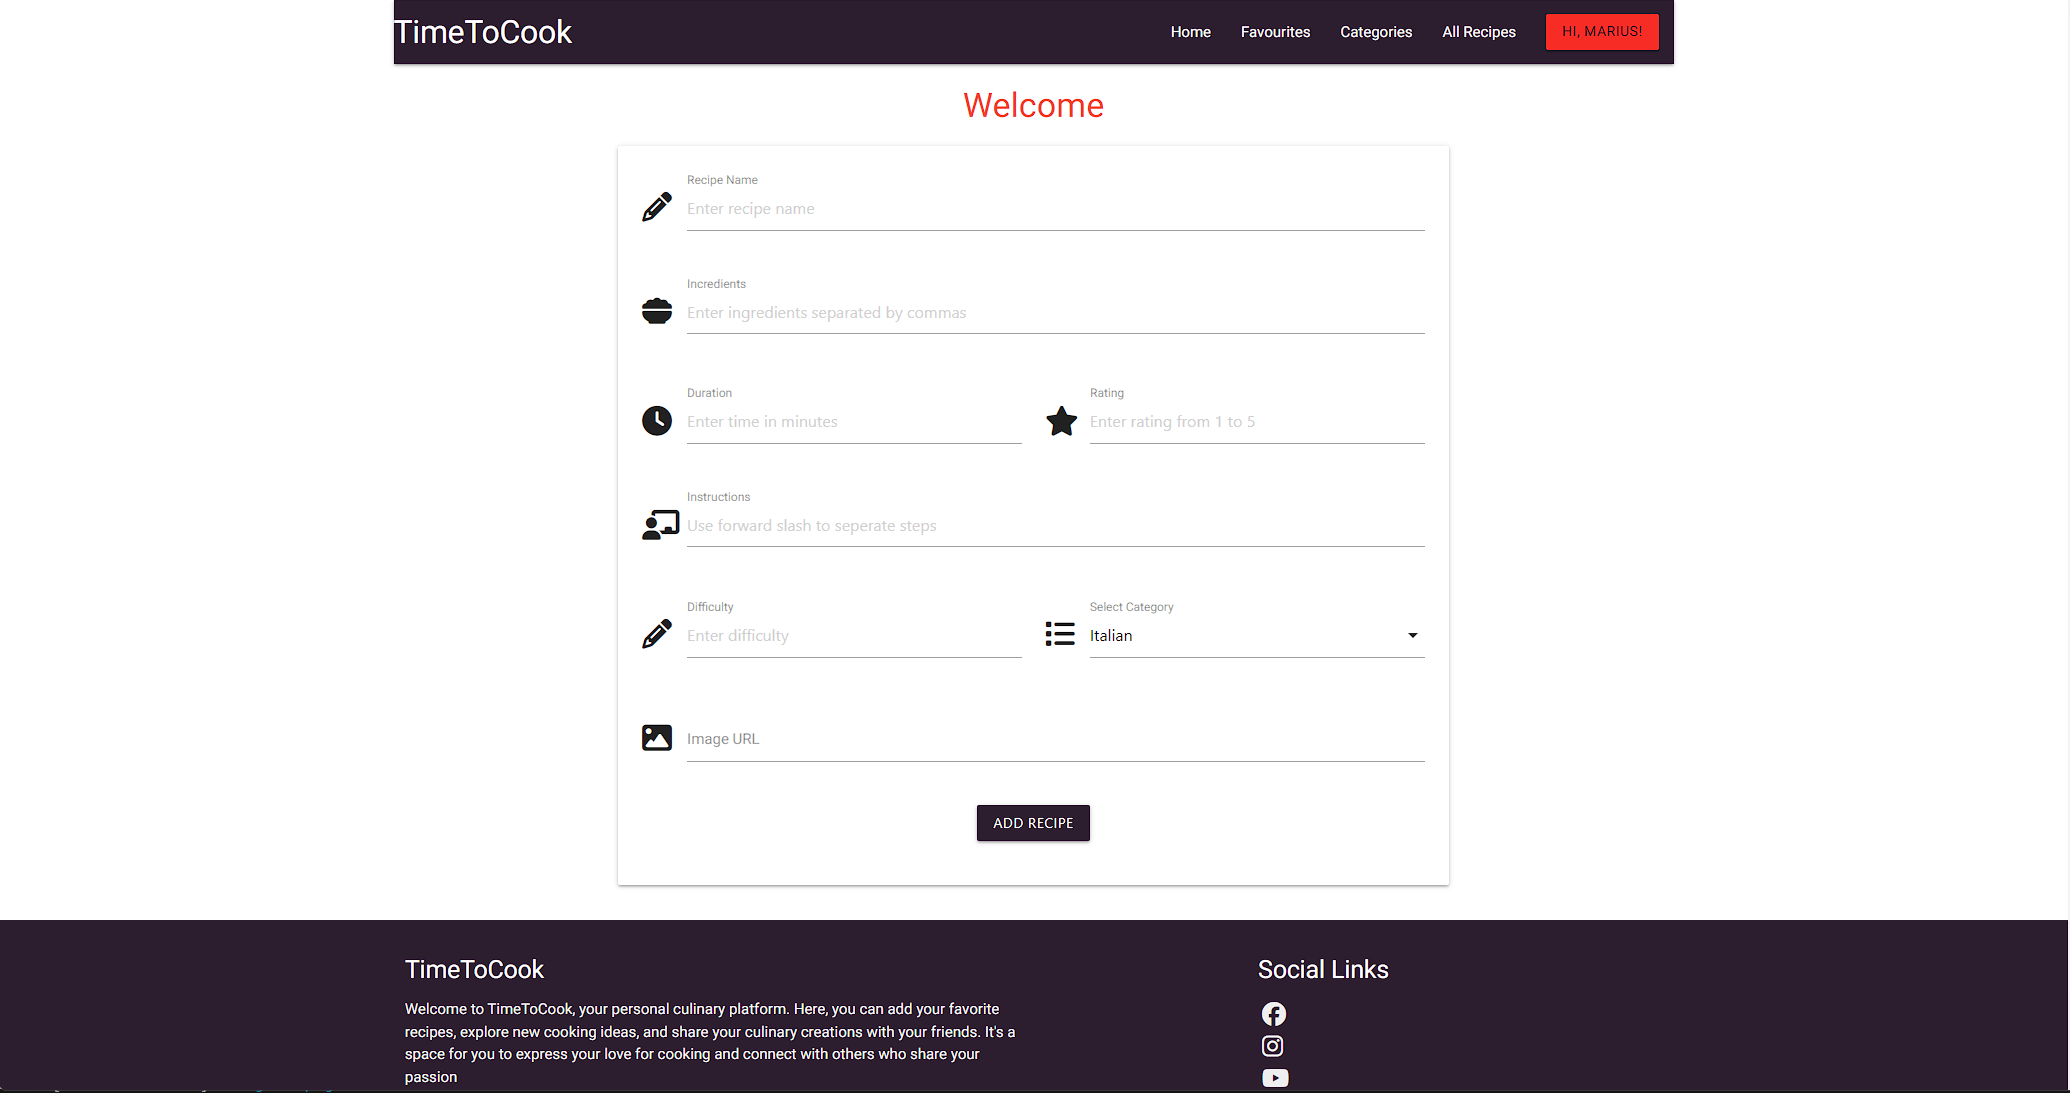 TimeToCook
Home Favourites Categories All Recipes HI, MARIUS!
Welcome
Recipe Name
Enter recipe name
Incredients
Enter ingredients separated by commas
Duration Rating
Enter time in minutes Enter rating from 1 to 5
Instructions
Use forward slash to seperate steps
Difficulty Select Category
Enter difficulty Italian
Image URL
ADD RECIPE
TimeToCook
Welcome to TimeToCook, your personal culinary platform. Here, you can add your favorite
recipes, explore new cooking ideas, and share your culinary creations with your friends. It's a
space for you to express your love for cooking and connect with others who share your
passion
Social Links